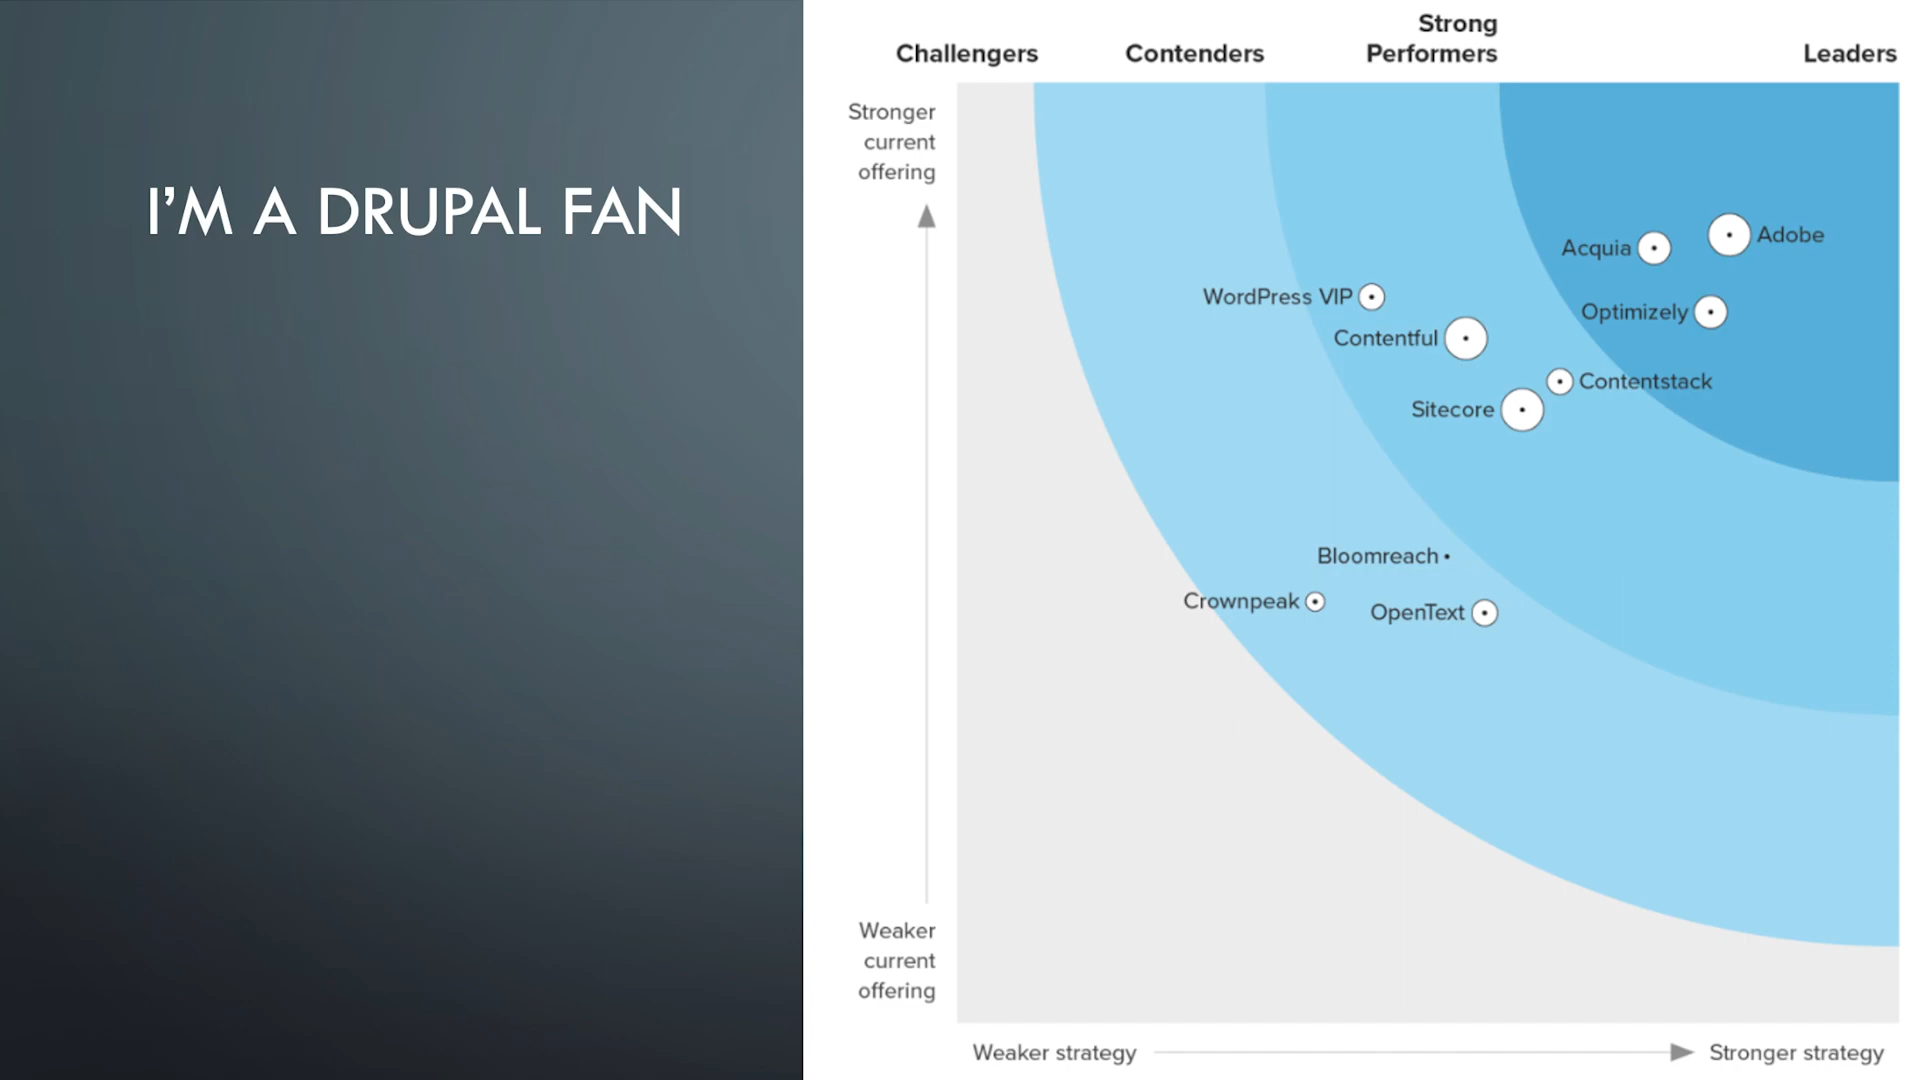 I’M A DRUPAL FAN
Challengers
Contenders
Strong
Performers
Leaders
Stronger
current
offering
Acquia
Adobe
WordPress VIP
Optimizely
Contentful
Contentstack
Sitecore
Bloomreach
Crownpeak
OpenText
Weaker
current
offering
Weaker strategy
Stronger strategy